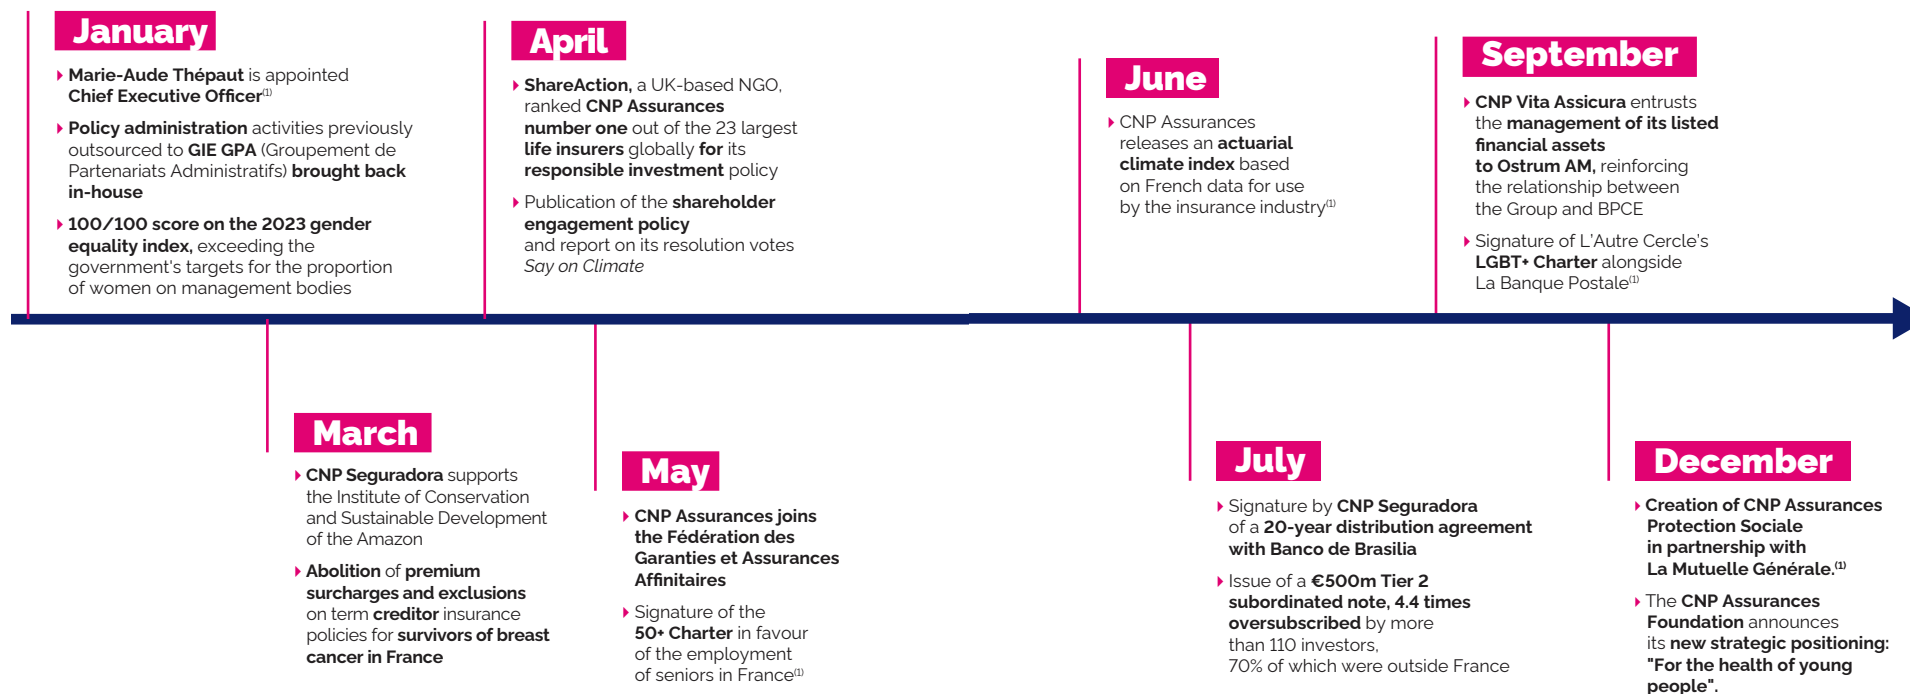 January
Marie-Aude Thépaut is appointed
Chief Executive Officer(1)
Policy administration activities previously
outsourced to GIE GPA (Groupement de
Partenariats Administratifs) brought back
in-house
100/100 score on the 2023 gender
equality index, exceeding the
government's targets for the proportion
of women on management bodies
March
CNP Seguradora supports
the Institute of Conservation
and Sustainable Development
of the Amazon
Abolition of premium
surcharges and exclusions
on term creditor insurance
policies for survivors of breast
cancer in France
April
ShareAction, a UK-based NGO,
ranked CNP Assurances
number one out of the 23 largest
life insurers globally for its
responsible investment policy
Publication of the shareholder
engagement policy
and report on its resolution votes
Say on Climate
May
CNP Assurances joins
the Fédération des
Garanties et Assurances
Affinitaires
Signature of the
50+ Charter in favour
of the employment
of seniors in France(1)
June
CNP Assurances
releases an actuarial
climate index based
on French data for use
by the insurance industry(1)
July
Signature by CNP Seguradora
of a 20-year distribution agreement
with Banco de Brasilia
Issue of a €500m Tier 2
subordinated note, 4.4 times
oversubscribed by more
than 110 investors,
70% of which were outside France
September
CNP Vita Assicura entrusts
the management of its listed
financial assets
to Ostrum AM, reinforcing
the relationship between
the Group and BPCE
Signature of L'Autre Cercle's
LGBT+ Charter alongside
La Banque Postale(1)
December
Creation of CNP Assurances
Protection Sociale
in partnership with
La Mutuelle Générale.(1)
The CNP Assurances
Foundation announces
its new strategic positioning:
"For the health of young
people".